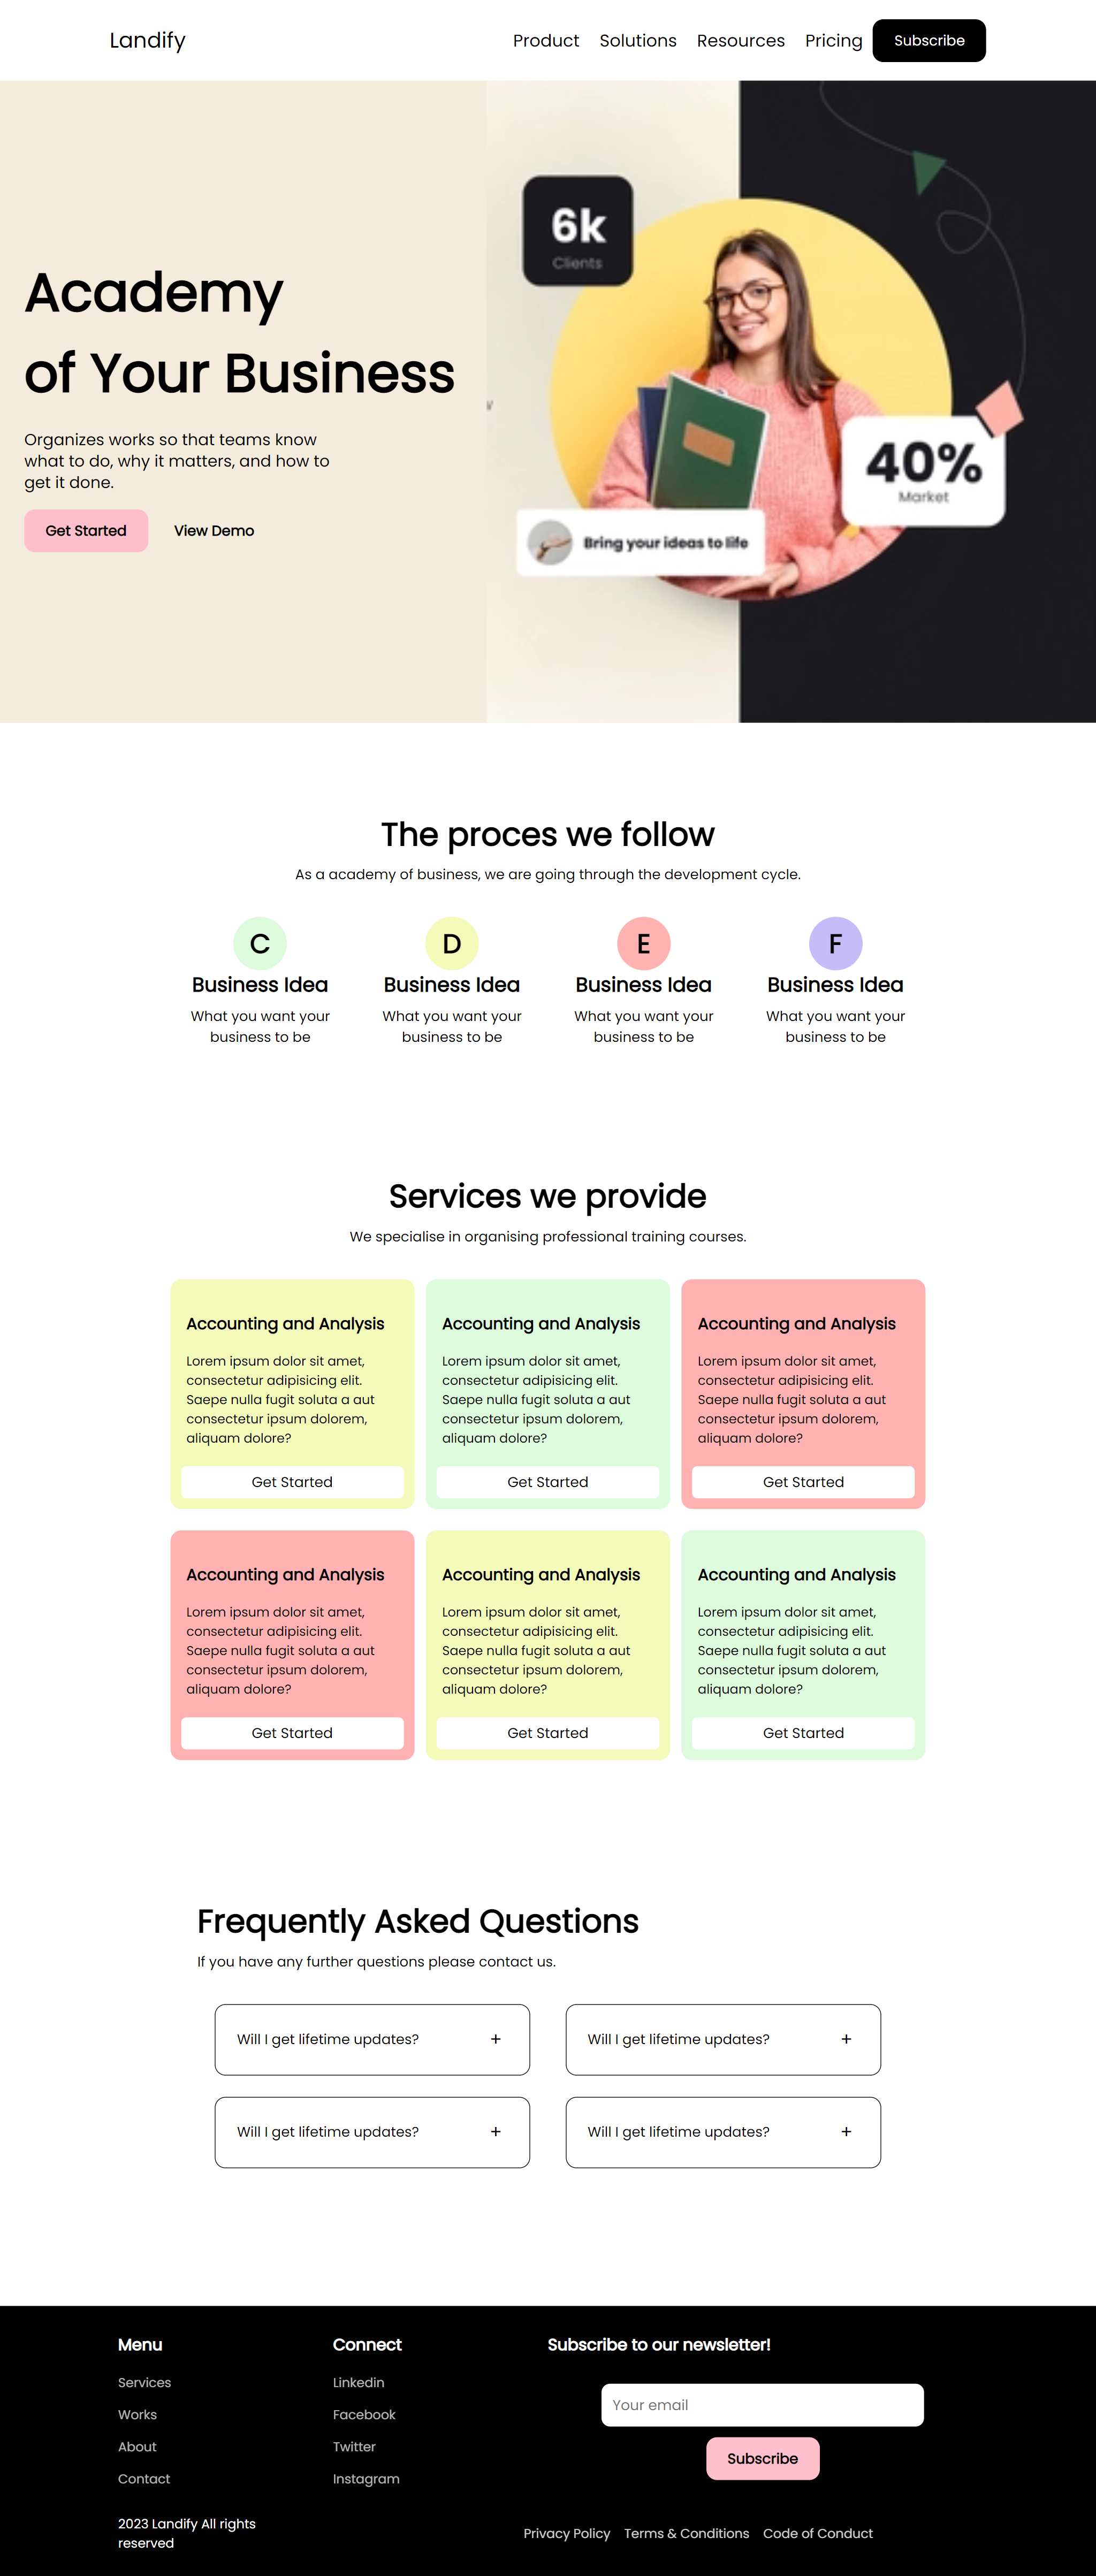 Landify
Product Solutions Resources Pricing Subscribe
Academy
of Your Business
Organizes works so that teams know
what to do, why it matters, and how to
get it done.
Get Started View Demo
6k
Clients
40%
Market
Bring your ideas to life
The proces we follow
As a academy of business, we are going through the development cycle.
C D E F
Business Idea Business Idea Business Idea Business Idea
What you want your What you want your What you want your What you want your
business to be business to be business to be business to be
Services we provide
We specialise in organising professional training courses.
Accounting and Analysis
Lorem ipsum dolor sit amet,
consectetur adipisicing elit.
Saepe nulla fugit soluta a aut
consectetur ipsum dolorem,
aliquam dolore?
Get Started
Accounting and Analysis
Lorem ipsum dolor sit amet,
consectetur adipisicing elit.
Saepe nulla fugit soluta a aut
consectetur ipsum dolorem,
aliquam dolore?
Get Started
Accounting and Analysis
Lorem ipsum dolor sit amet,
consectetur adipisicing elit.
Saepe nulla fugit soluta a aut
consectetur ipsum dolorem,
aliquam dolore?
Get Started
Accounting and Analysis
Lorem ipsum dolor sit amet,
consectetur adipisicing elit.
Saepe nulla fugit soluta a aut
consectetur ipsum dolorem,
aliquam dolore?
Get Started
Accounting and Analysis
Lorem ipsum dolor sit amet,
consectetur adipisicing elit.
Saepe nulla fugit soluta a aut
consectetur ipsum dolorem,
aliquam dolore?
Get Started
Accounting and Analysis
Lorem ipsum dolor sit amet,
consectetur adipisicing elit.
Saepe nulla fugit soluta a aut
consectetur ipsum dolorem,
aliquam dolore?
Get Started
Frequently Asked Questions
If you have any further questions please contact us.
Will I get lifetime updates? +
Will I get lifetime updates? +
Will I get lifetime updates? +
Will I get lifetime updates? +
Menu
Services
Works
About
Contact
Connect
Linkedin
Facebook
Twitter
Instagram
Subscribe to our newsletter!
Your email
Subscribe
2023 Landify All rights
reserved
Privacy Policy Terms & Conditions Code of Conduct